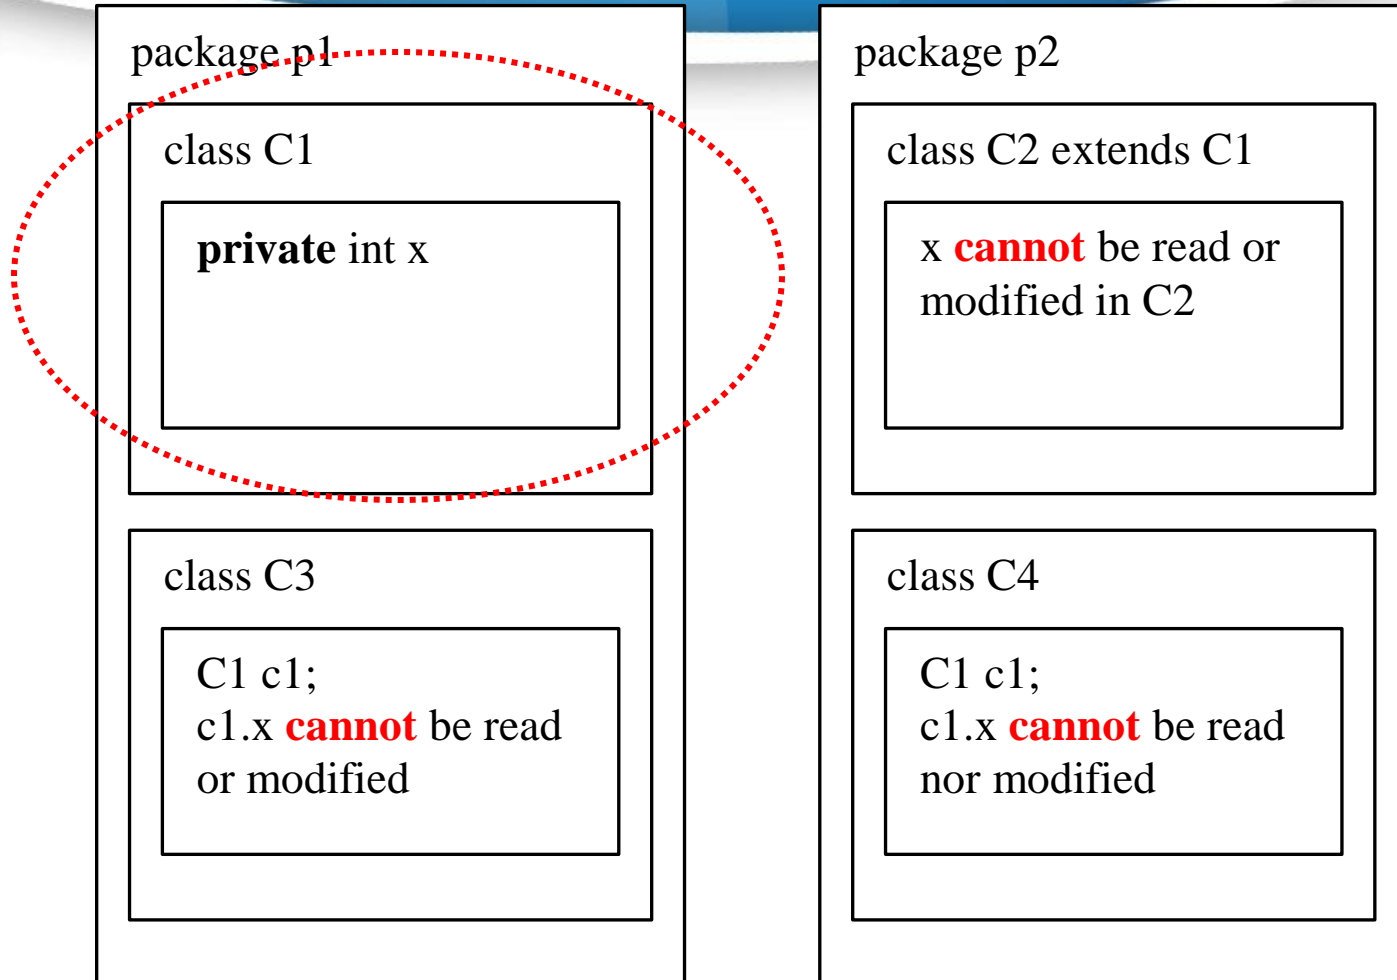 package p1
class C1
private int x
class C3
C1 c1;
c1.x cannot be read
or modified
package p2
class C2 extends C1
x cannot be read or
modified in C2
class C4
C1 c1;
c1.x cannot be read
nor modified